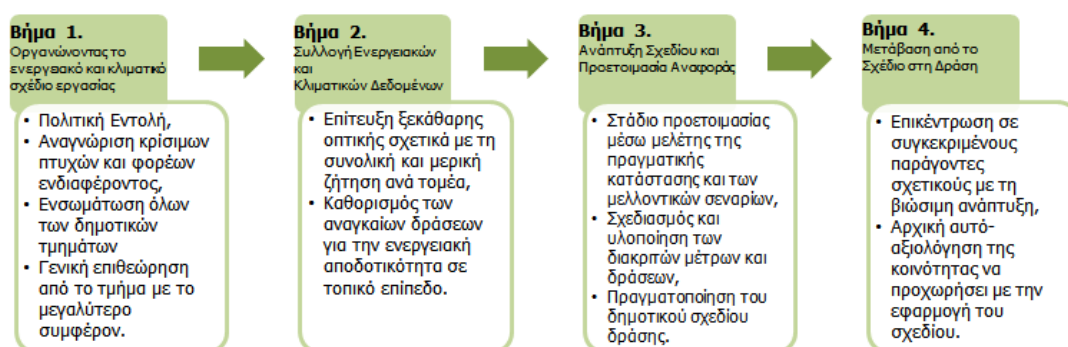 Βήμα 1.
Οργανώνοντας το
ενεργειακό και κλιματικό
σχέδιο εργασίας
• Πολιτική Εντολή,
• Αναγνώριση κρίσιμων
πτυχών και φορέων
ενδιαφέροντος,
• Ενσωμάτωση όλων
των δημοτικών
τμημάτων
• Γενική επιθεώρηση
από το τμήμα με το
μεγαλύτερο
συμφέρον.
Βήμα 2.
Συλλογή Ενεργειακών
και
Κλιματικών Δεδομένων
• Επίτευξη ξεκάθαρης
οπτικής σχετικά με τη
συνολική και μερική
ζήτηση ανά τομέα,
• Καθορισμός των
αναγκαίων δράσεων
για την ενεργειακή
αποδοτικότητα σε
τοπικό επίπεδο.
Βήμα 3.
Ανάπτυξη Σχεδίου και
Προετοιμασία Αναφοράς
• Στάδιο προετοιμασίας
μέσω μελέτης της
πραγματικής
κατάστασης και των
μελλοντικών σεναρίων,
• Σχεδιασμός και
υλοποίηση των
διακριτών μέτρων και
δράσεων,
• Πραγματοποίηση του
δημοτικού σχεδίου
δράσης.
Βήμα 4.
Μετάβαση από το
Σχέδιο στη Δράση
• Επικέντρωση σε
συγκεκριμένους
παράγοντες
σχετικούς με τη
βιώσιμη ανάπτυξη,
• Αρχική αυτό-
αξιολόγηση της
κοινότητας να
προχωρήσει με την
εφαρμογή του
σχεδίου.